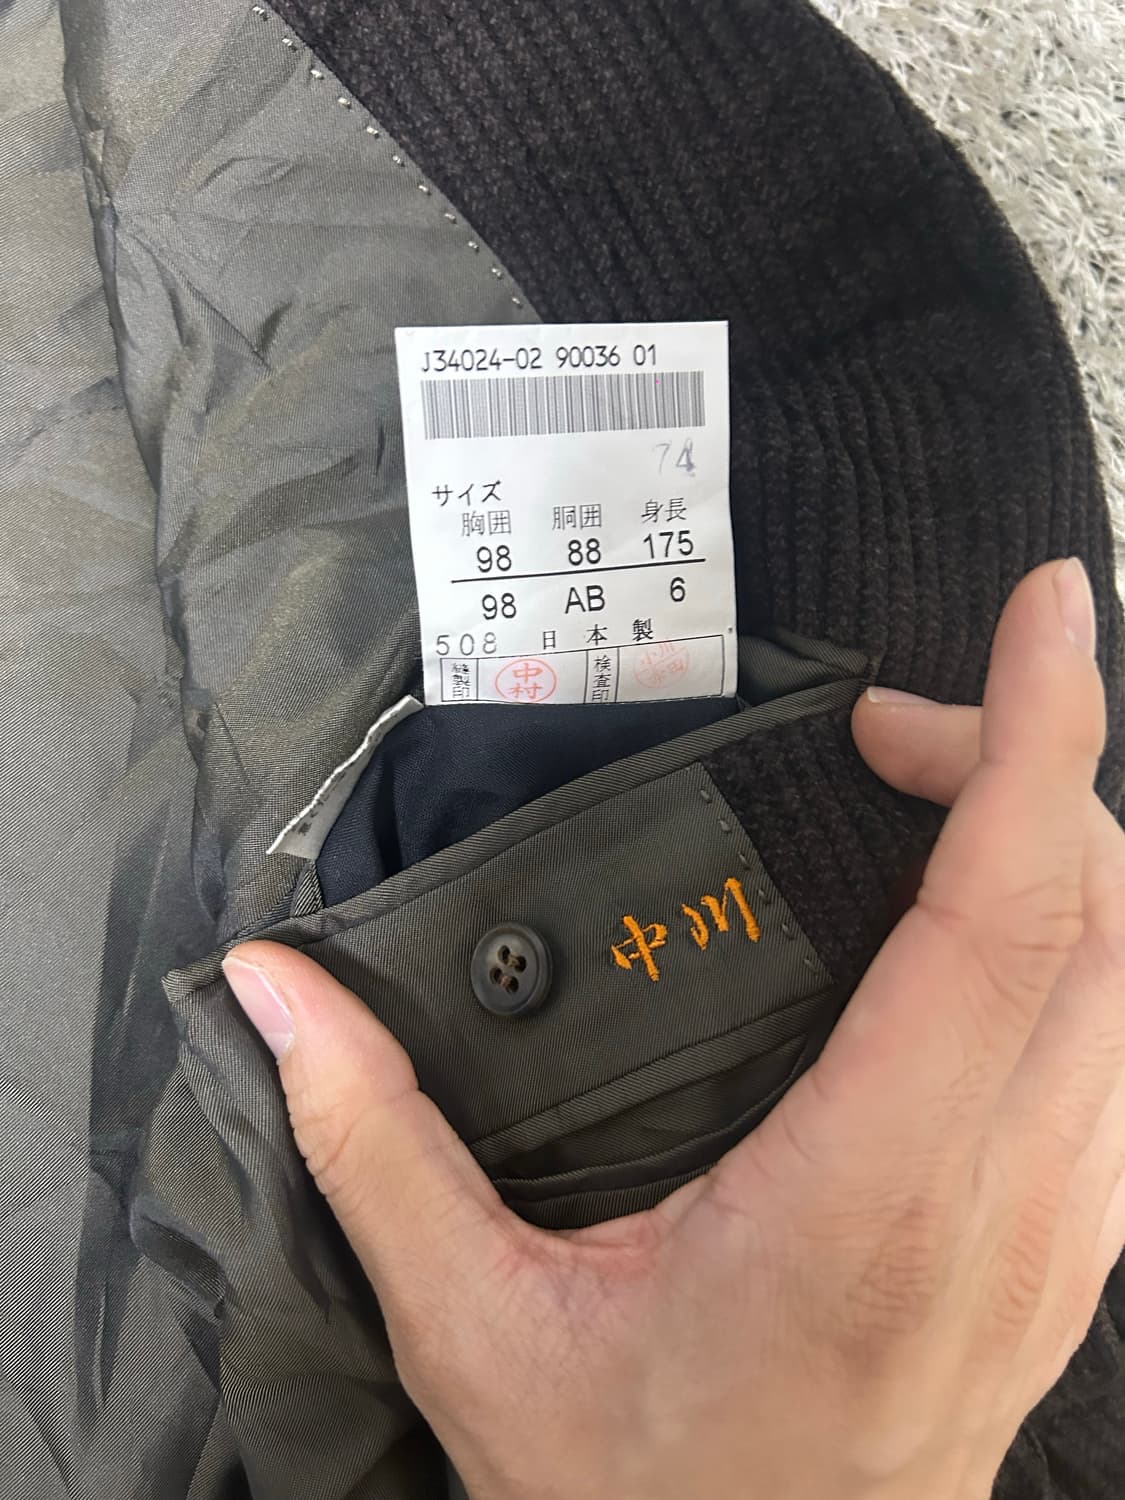 J34024-02 90036 01
74
サイズ
胸囲 胴囲 身長
98 88 175
98 AB 6
508 日本製
縫製印 中村 検査印
中川